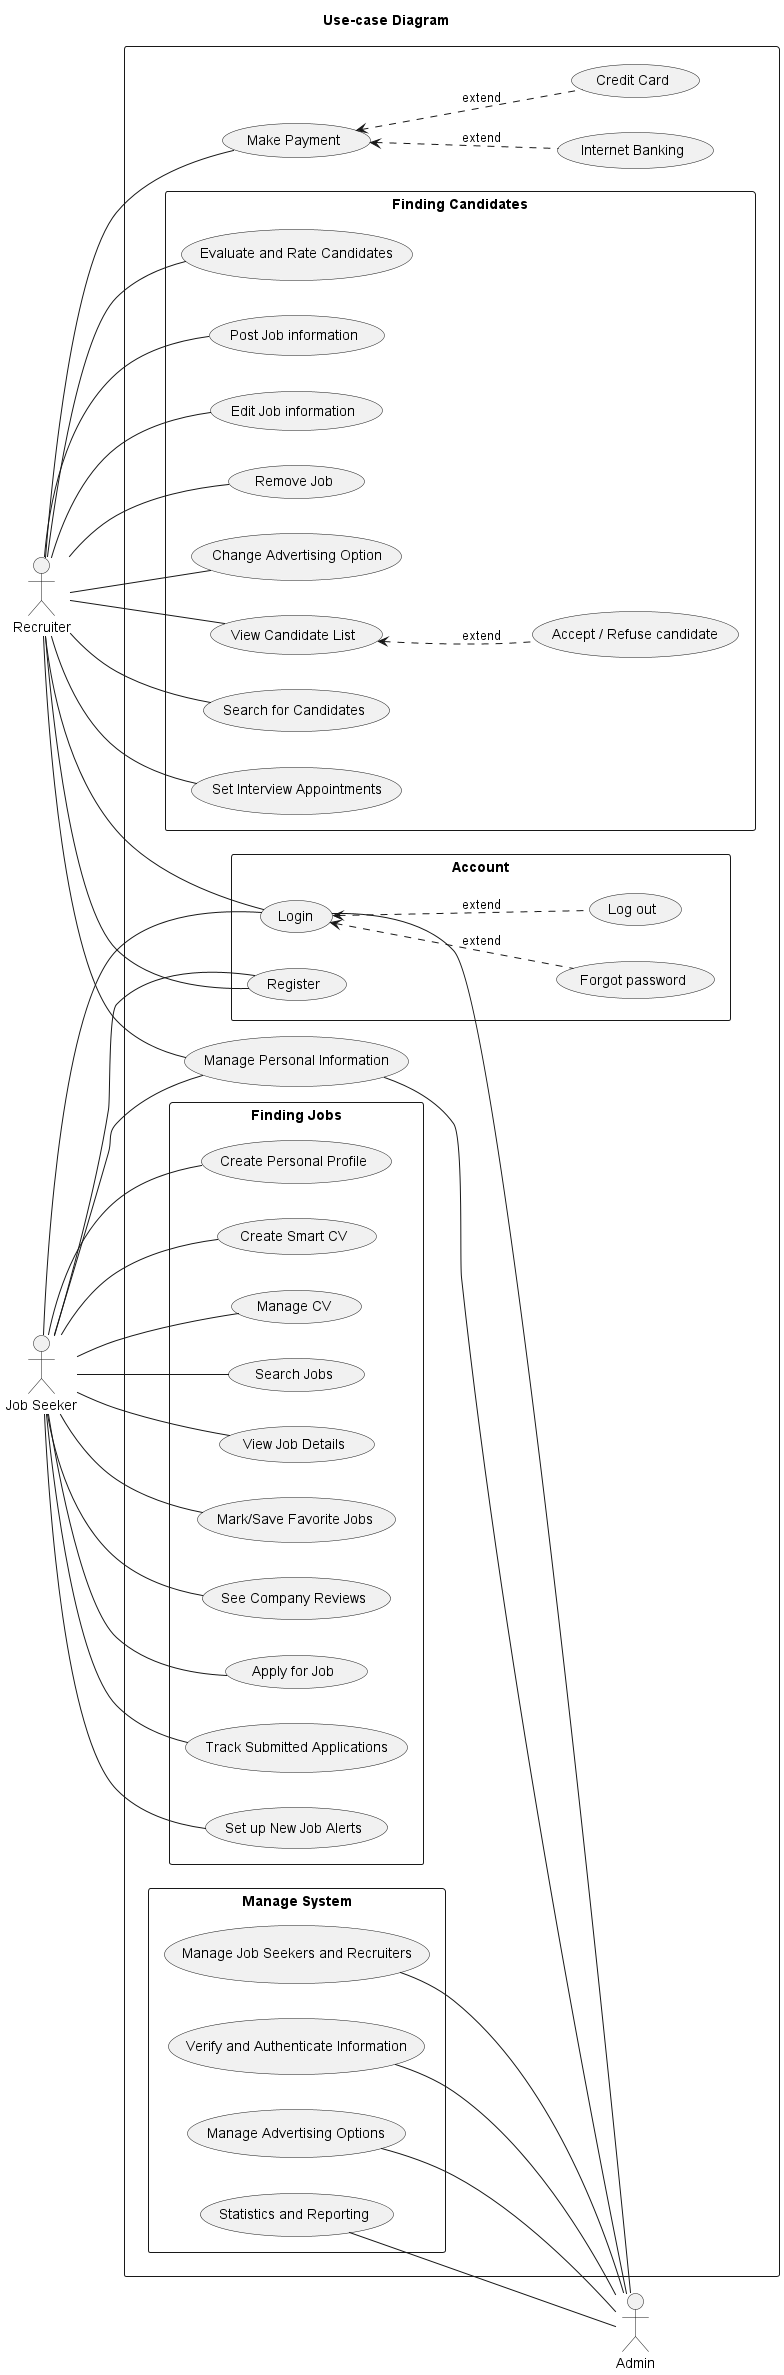 Use-case Diagram
Credit Card
extend
Make Payment
extend
Internet Banking
Finding Candidates
Evaluate and Rate Candidates
Post Job information
Edit Job information
Remove Job
Change Advertising Option
Recruiter
View Candidate List
extend
Accept / Refuse candidate
Search for Candidates
Set Interview Appointments
Account
Login
extend
Log out
extend
Register
Forgot password
Manage Personal Information
Finding Jobs
Create Personal Profile
Create Smart CV
Manage CV
Search Jobs
Job Seeker
View Job Details
Mark/Save Favorite Jobs
See Company Reviews
Apply for Job
Track Submitted Applications
Set up New Job Alerts
Manage System
Manage Job Seekers and Recruiters
Verify and Authenticate Information
Manage Advertising Options
Statistics and Reporting
Admin